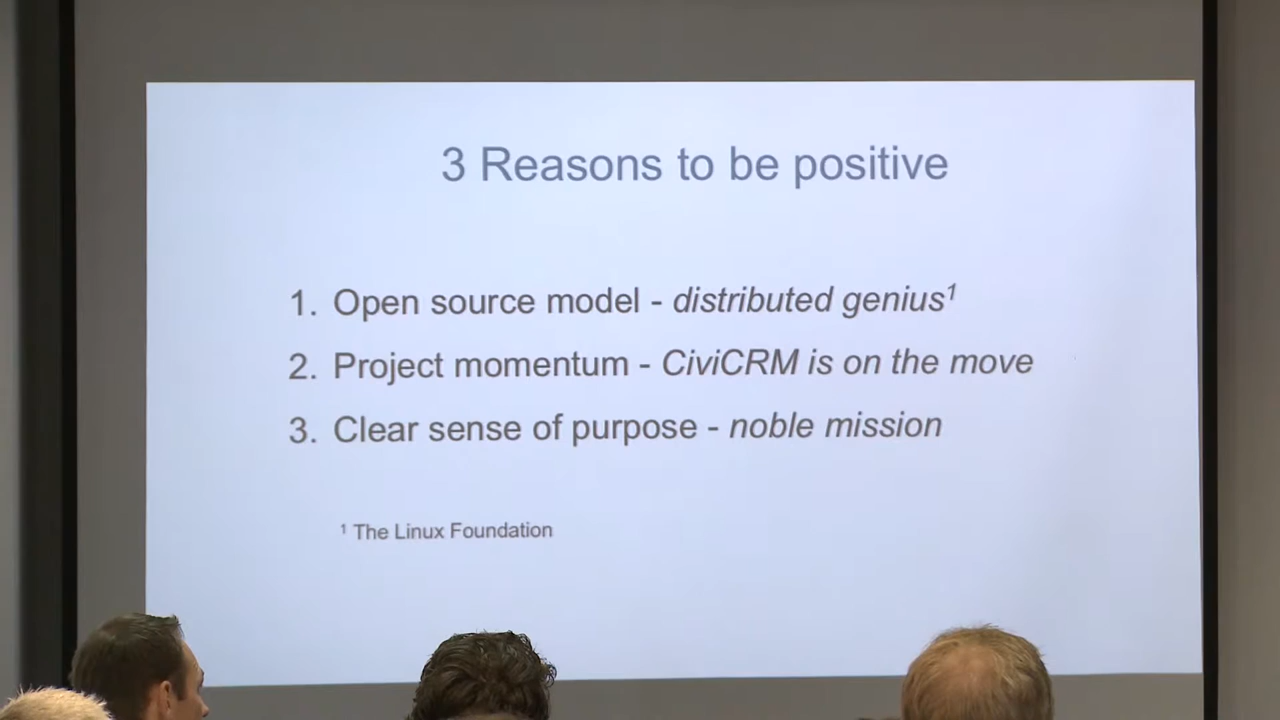 3 Reasons to be positive
1. Open source model - distributed genius¹
2. Project momentum - CiviCRM is on the move
3. Clear sense of purpose - noble mission
¹ The Linux Foundation